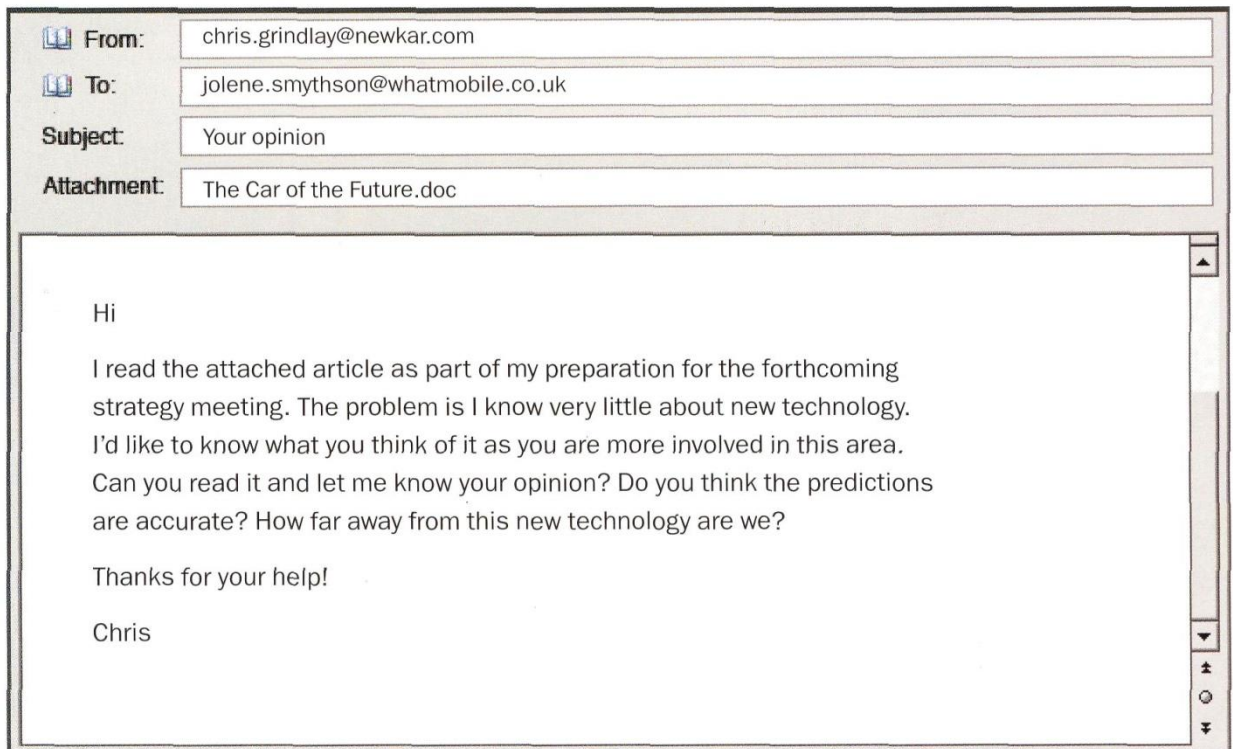 From: chris.grindlay@newkar.com
To: jolene.smythson@whatmobile.co.uk
Subject: Your opinion
Attachment: The Car of the Future.doc
Hi
I read the attached article as part of my preparation for the forthcoming
strategy meeting. The problem is I know very little about new technology.
I'd like to know what you think of it as you are more involved in this area.
Can you read it and let me know your opinion? Do you think the predictions
are accurate? How far away from this new technology are we?
Thanks for your help!
Chris